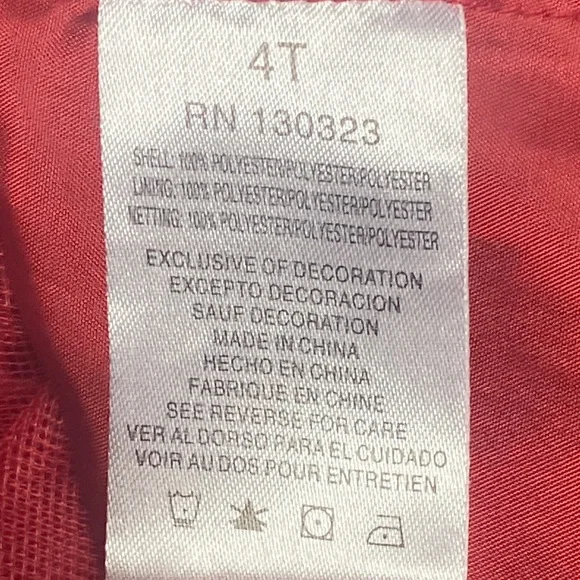 4T
RN 130323
SHELL: 100% POLYESTER/POLYESTER/POLYESTER
LINING: 100% POLYESTER/POLYESTER/POLYESTER
NETTING: 100% POLYESTER/POLYESTER/POLYESTER
EXCLUSIVE OF DECORATION
EXCEPTO DECORACION
SAUF DECORATION
MADE IN CHINA
HECHO EN CHINA
FABRIQUE EN CHINE
SEE REVERSE FOR CARE
VER AL DORSO PARA EL CUIDADO
VOIR AU DOS POUR ENTRETIEN